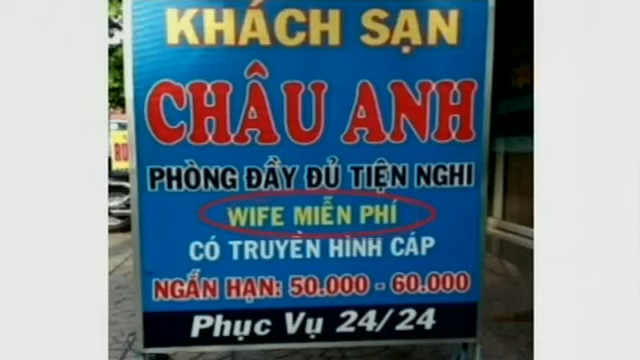 KHÁCH SẠN
CHÂU ANH
PHÒNG ĐẦY ĐỦ TIỆN NGHI
WIFE MIỄN PHÍ
CÓ TRUYỀN HÌNH CÁP
NGẮN HẠN: 50.000 - 60.000
Phục Vụ 24/24